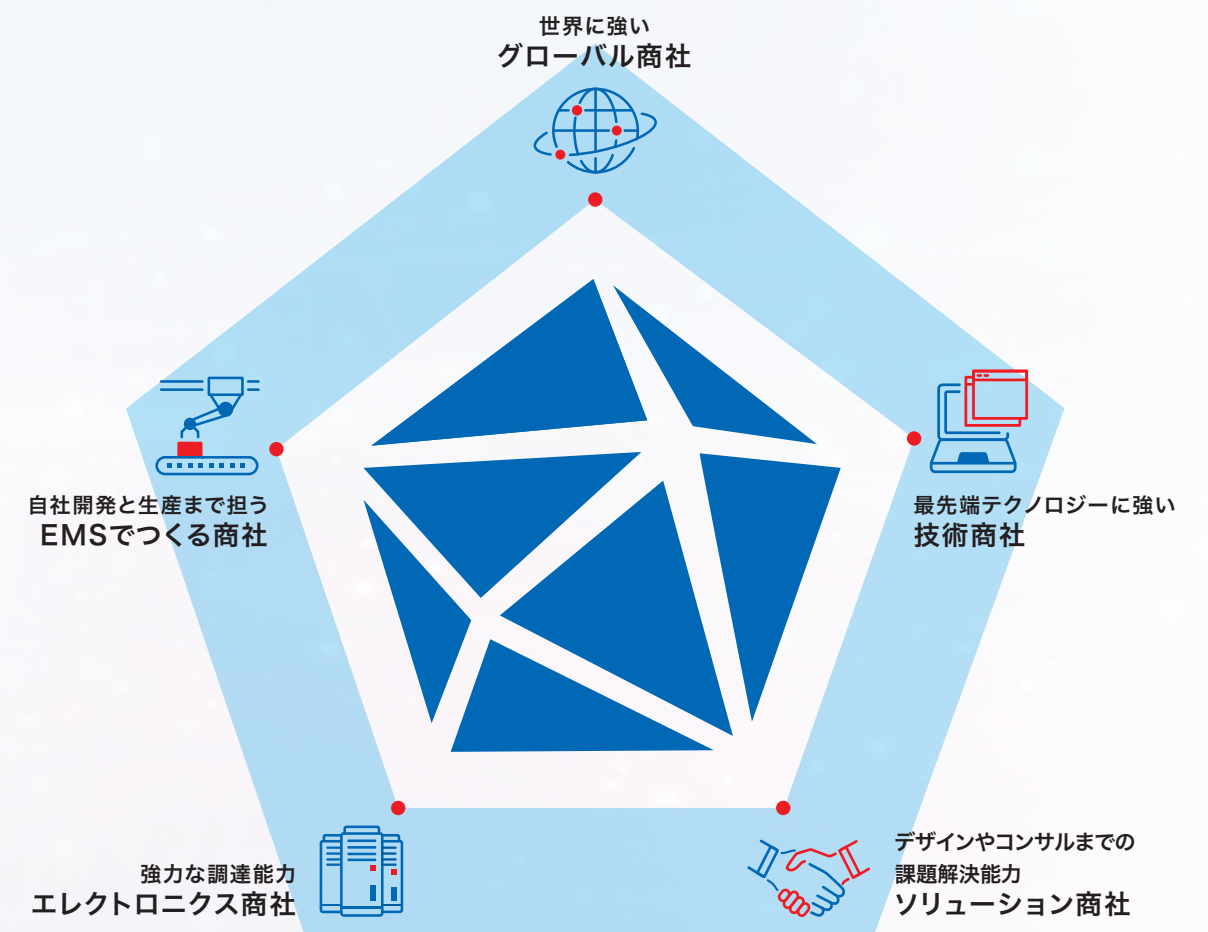 世界に強い
グローバル商社
自社開発と生産まで担う
EMSでつくる商社
最先端テクノロジーに強い
技術商社
強力な調達能力
エレクトロニクス商社
デザインやコンサルまでの
課題解決能力
ソリューション商社